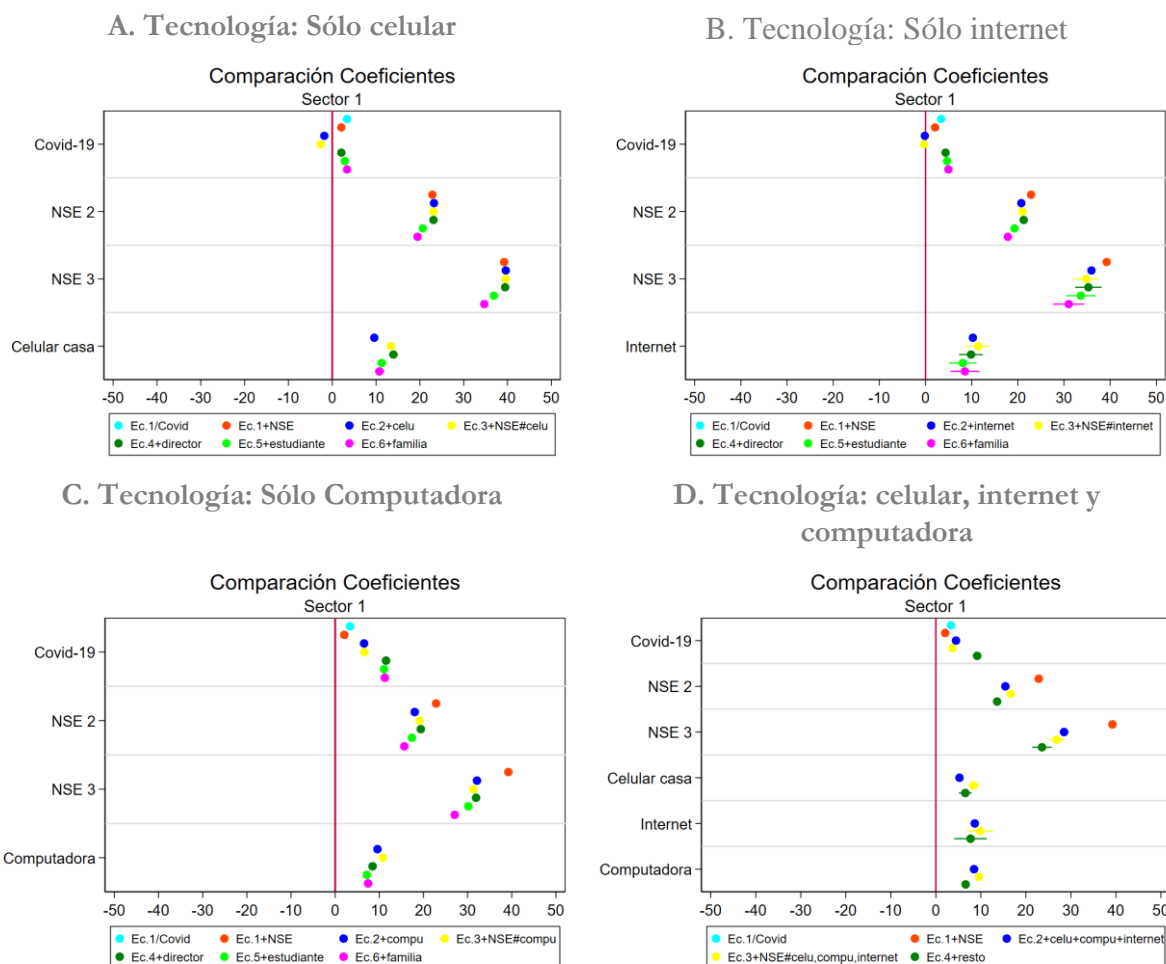 A. Tecnología: Sólo celular
Comparación Coeficientes
Sector 1
Covid-19
NSE 2
NSE 3
Celular casa
-50 -40 -30 -20 -10 0 10 20 30 40 50
Ec.1/Covid Ec.1+NSE Ec.2+celu Ec.3+NSE#celu
Ec.4+director Ec.5+estudiante Ec.6+familia
B. Tecnología: Sólo internet
Comparación Coeficientes
Sector 1
Covid-19
NSE 2
NSE 3
Internet
-50 -40 -30 -20 -10 0 10 20 30 40 50
Ec.1/Covid Ec.1+NSE Ec.2+internet Ec.3+NSE#internet
Ec.4+director Ec.5+estudiante Ec.6+familia
C. Tecnología: Sólo Computadora
Comparación Coeficientes
Sector 1
Covid-19
NSE 2
NSE 3
Computadora
-50 -40 -30 -20 -10 0 10 20 30 40 50
Ec.1/Covid Ec.1+NSE Ec.2+compu Ec.3+NSE#compu
Ec.4+director Ec.5+estudiante Ec.6+familia
D. Tecnología: celular, internet y
computadora
Comparación Coeficientes
Sector 1
Covid-19
NSE 2
NSE 3
Celular casa
Internet
Computadora
-50 -40 -30 -20 -10 0 10 20 30 40 50
Ec.1/Covid Ec.1+NSE Ec.2+celu+compu+internet
Ec.3+NSE#celu,compu,internet Ec.4+resto